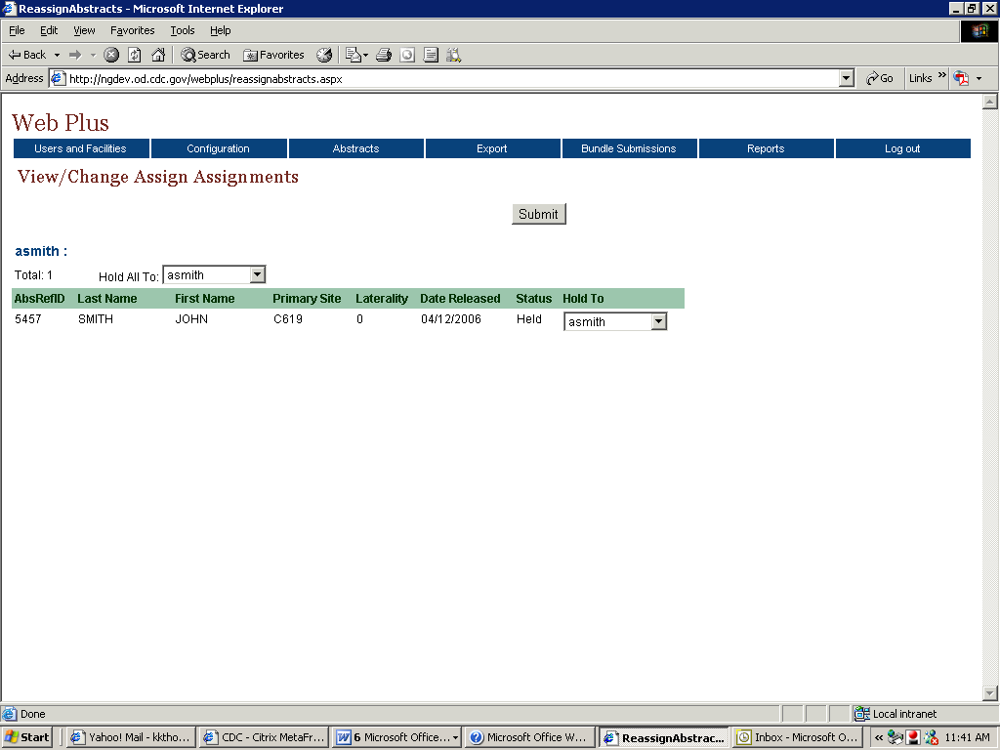 ReassignAbstracts - Microsoft Internet Explorer
File Edit View Favorites Tools Help
Back Search Favorites
Address http://ngdev.od.cdc.gov/webplus/reassignabstracts.aspx Go Links »
Web Plus
Users and Facilities Configuration Abstracts Export Bundle Submissions Reports Log out
View/Change Assign Assignments
Submit
asmith :
Total: 1 Hold All To: asmith
AbsRefID Last Name First Name Primary Site Laterality Date Released Status Hold To
5457 SMITH JOHN C619 0 04/12/2006 Held asmith
Done Local intranet
Start Yahoo! Mail - kktho... CDC - Citrix MetaFr... 6 Microsoft Office... Microsoft Office W... ReassignAbstrac... Inbox - Microsoft O... « 11:41 AM